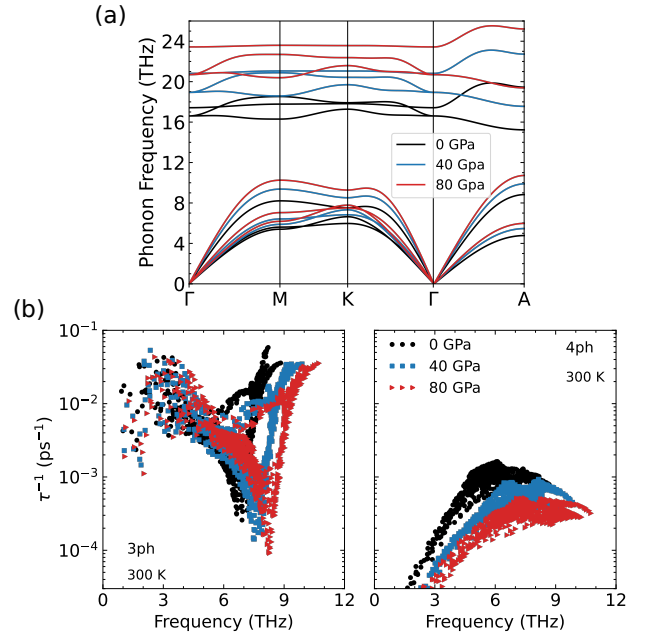 (a)
24
20
16
12
8
4
0
Phonon Frequency (THz)
0 GPa
40 Gpa
80 Gpa
Γ M K Γ A
(b)
10⁻¹
10⁻²
10⁻³
10⁻⁴
τ⁻¹ (ps⁻¹)
3ph
300 K
0 3 6 9 12
Frequency (THz)
0 GPa
40 GPa
80 GPa
4ph
300 K
0 3 6 9 12
Frequency (THz)